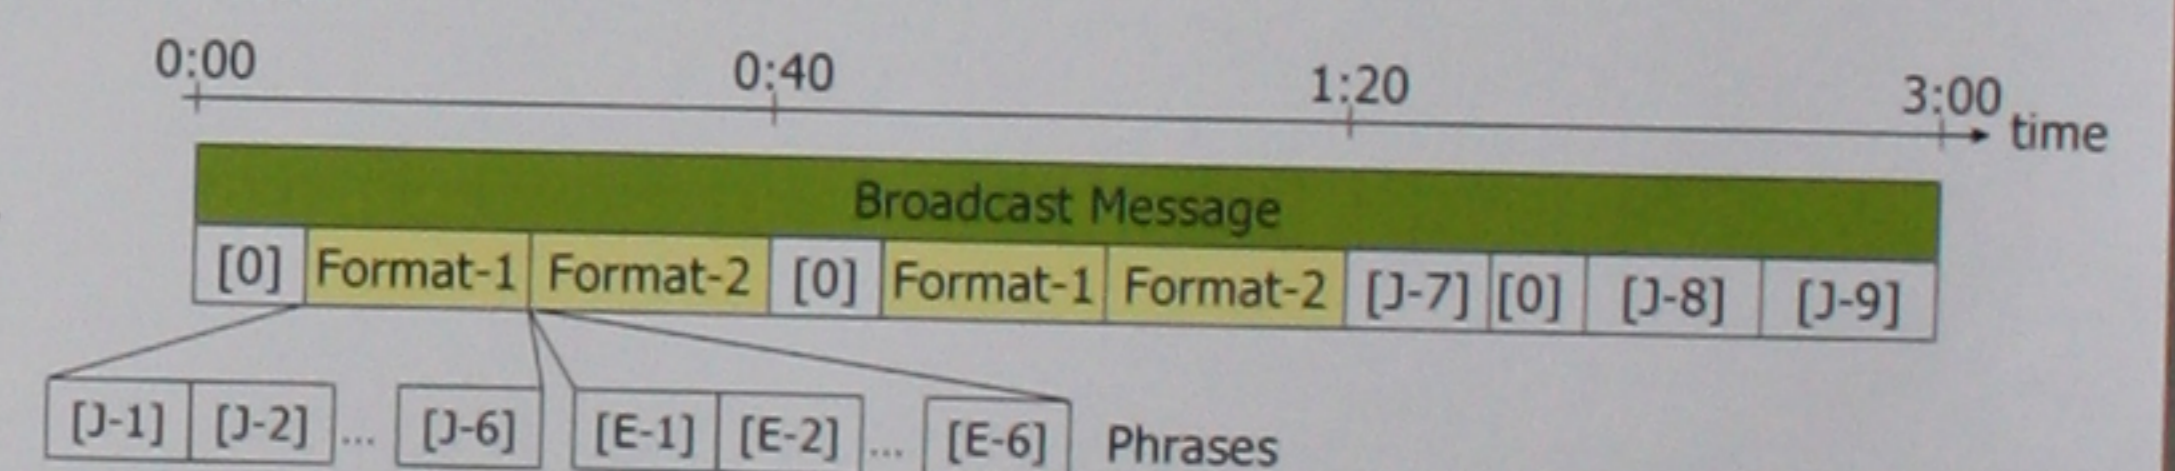 0:00 0:40 1:20 3:00 time
Broadcast Message
[0] Format-1 Format-2 [0] Format-1 Format-2 [J-7] [0] [J-8] [J-9]
[J-1] [J-2] ... [J-6] [E-1] [E-2] ... [E-6] Phrases